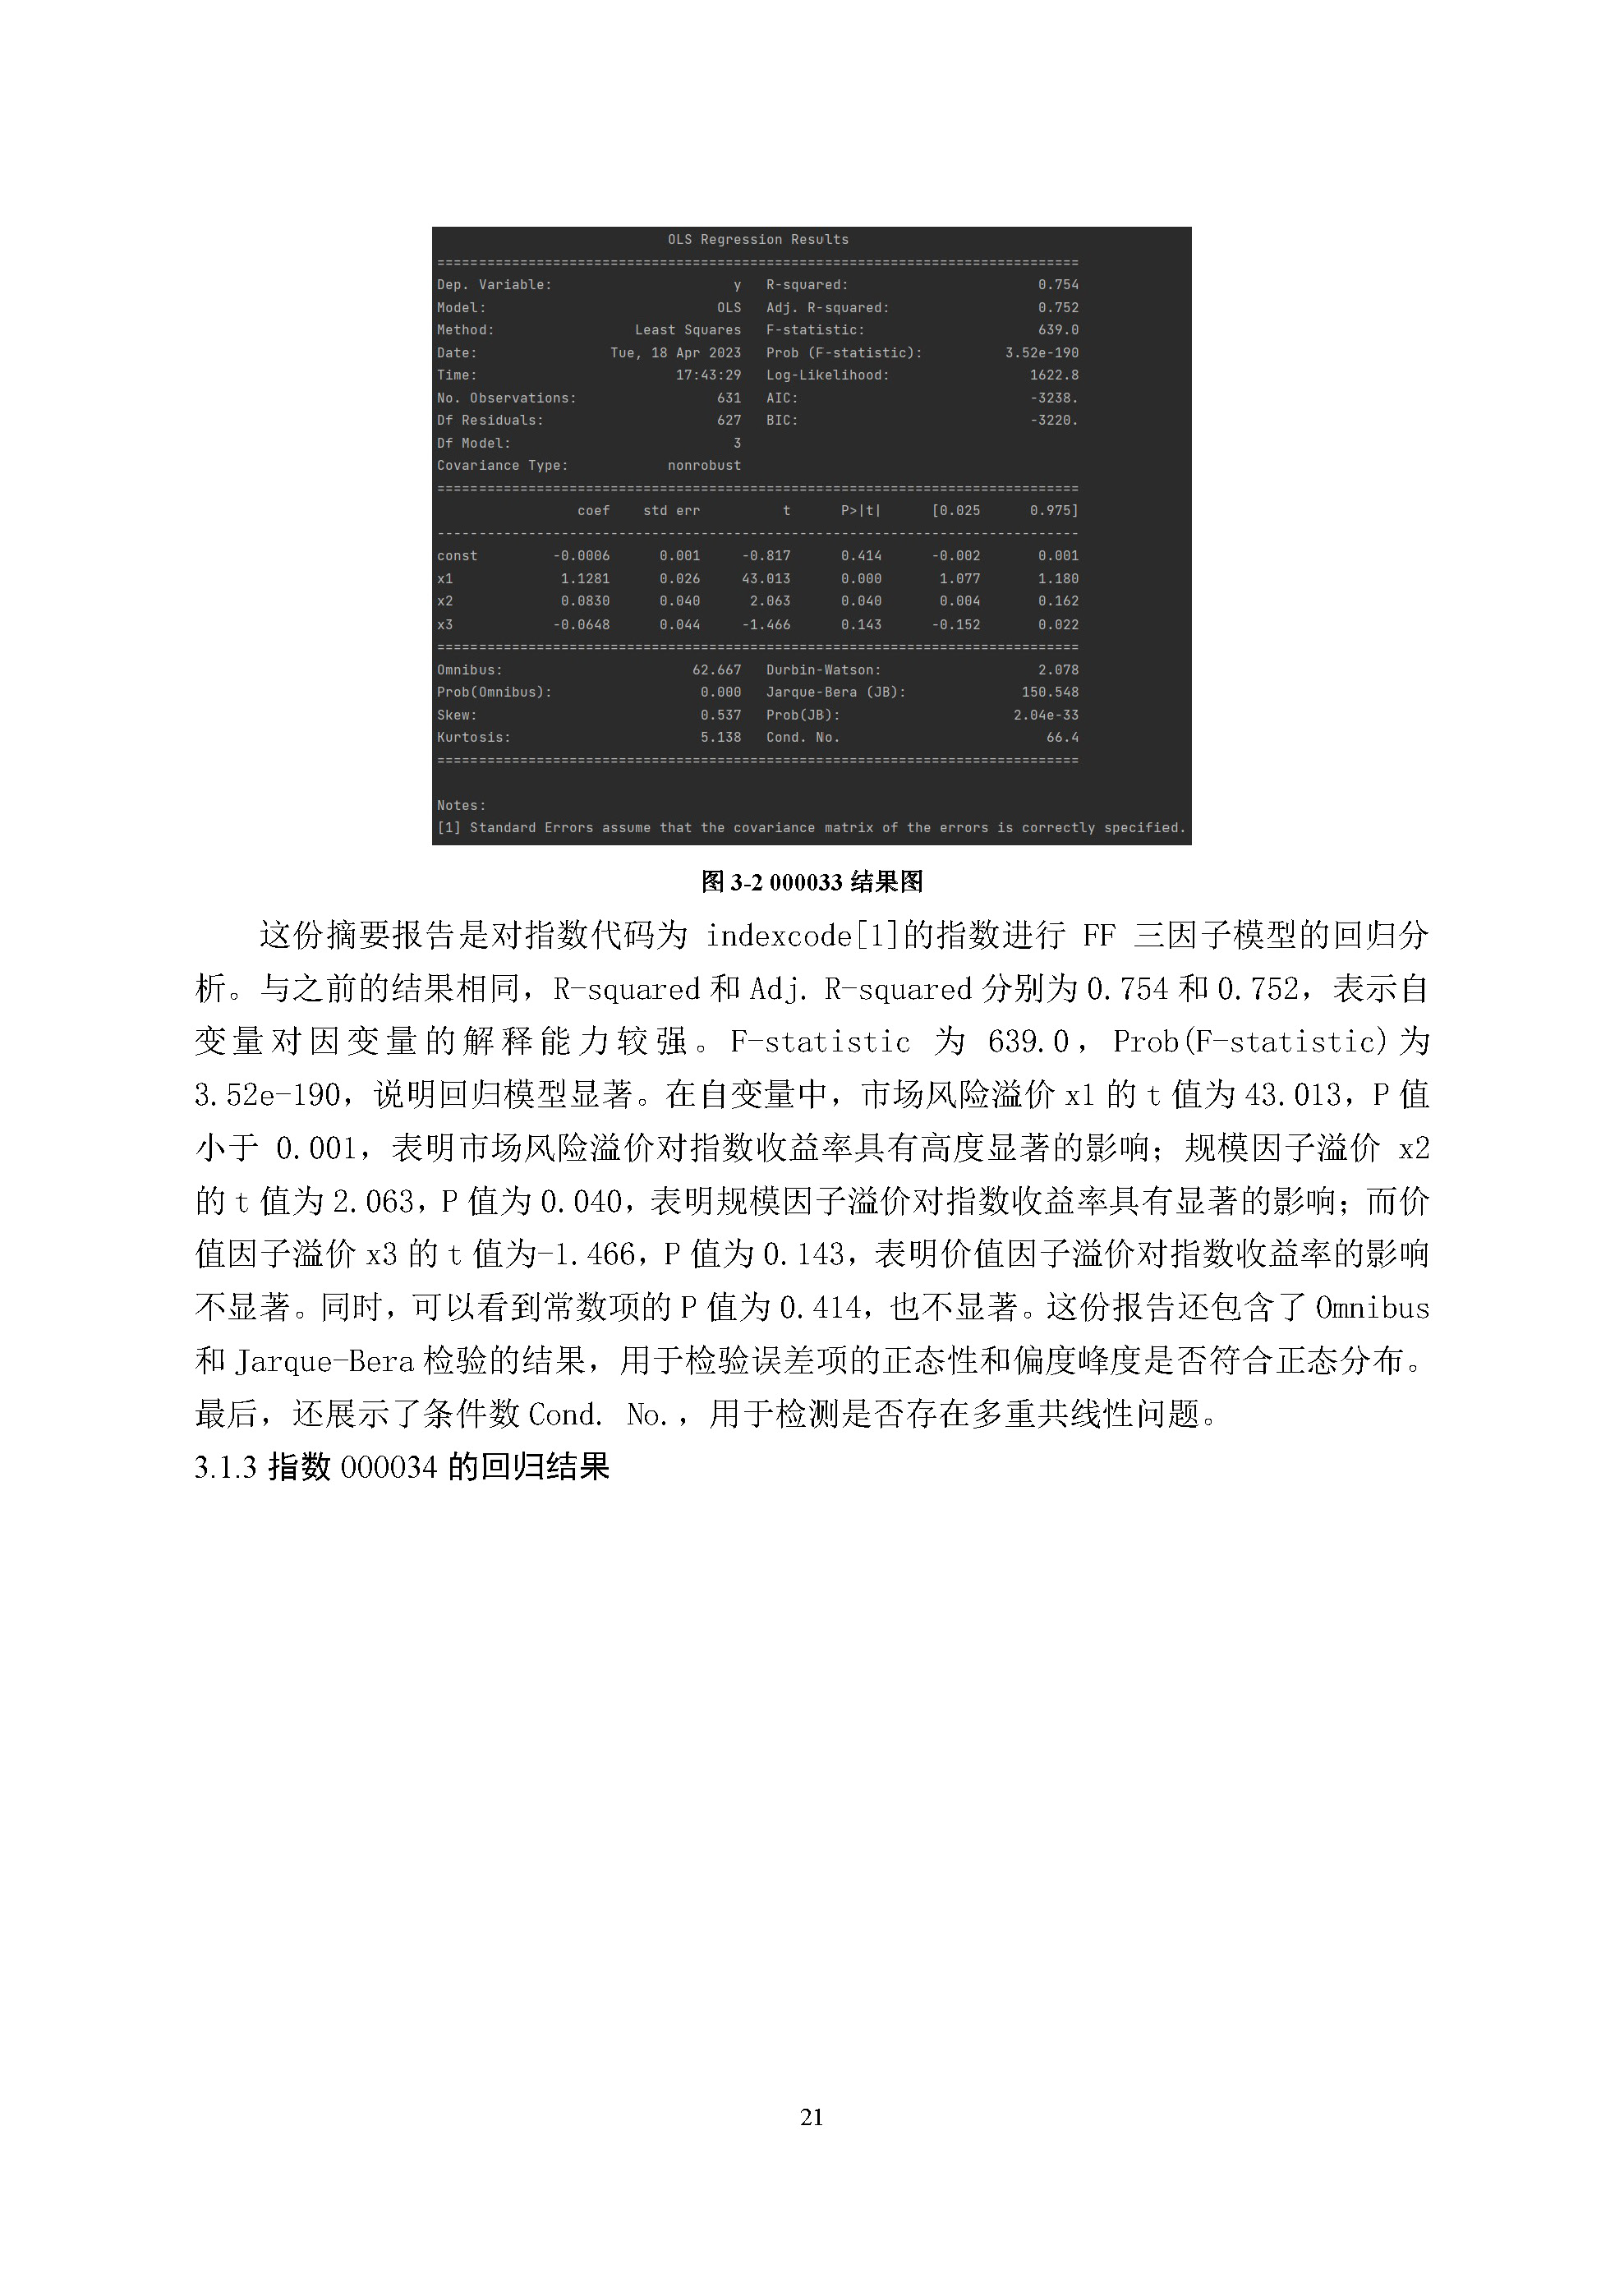 OLS Regression Results
==============================================================================
Dep. Variable: y R-squared: 0.754
Model: OLS Adj. R-squared: 0.752
Method: Least Squares F-statistic: 639.0
Date: Tue, 18 Apr 2023 Prob (F-statistic): 3.52e-190
Time: 17:43:29 Log-Likelihood: 1622.8
No. Observations: 631 AIC: -3238.
Df Residuals: 627 BIC: -3220.
Df Model: 3
Covariance Type: nonrobust
==============================================================================
coef std err t P>|t| [0.025 0.975]
------------------------------------------------------------------------------
const -0.0006 0.001 -0.817 0.414 -0.002 0.001
x1 1.1281 0.026 43.013 0.000 1.077 1.180
x2 0.0830 0.040 2.063 0.040 0.004 0.162
x3 -0.0648 0.044 -1.466 0.143 -0.152 0.022
==============================================================================
Omnibus: 62.667 Durbin-Watson: 2.078
Prob(Omnibus): 0.000 Jarque-Bera (JB): 150.548
Skew: 0.537 Prob(JB): 2.04e-33
Kurtosis: 5.138 Cond. No. 66.4
==============================================================================
Notes:
[1] Standard Errors assume that the covariance matrix of the errors is correctly specified.
图 3-2 000033 结果图
这份摘要报告是对指数代码为 indexcode[1]的指数进行 FF 三因子模型的回归分
析。与之前的结果相同，R-squared 和 Adj. R-squared 分别为 0.754 和 0.752，表示自
变量对因变量的解释能力较强。F-statistic 为 639.0，Prob(F-statistic)为
3.52e-190，说明回归模型显著。在自变量中，市场风险溢价 x1 的 t 值为 43.013，P 值
小于 0.001，表明市场风险溢价对指数收益率具有高度显著的影响；规模因子溢价 x2
的 t 值为 2.063，P 值为 0.040，表明规模因子溢价对指数收益率具有显著的影响；而价
值因子溢价 x3 的 t 值为-1.466，P 值为 0.143，表明价值因子溢价对指数收益率的影响
不显著。同时，可以看到常数项的 P 值为 0.414，也不显著。这份报告还包含了 Omnibus
和 Jarque-Bera 检验的结果，用于检验误差项的正态性和偏度峰度是否符合正态分布。
最后，还展示了条件数 Cond. No.，用于检测是否存在多重共线性问题。
3.1.3 指数 000034 的回归结果
21